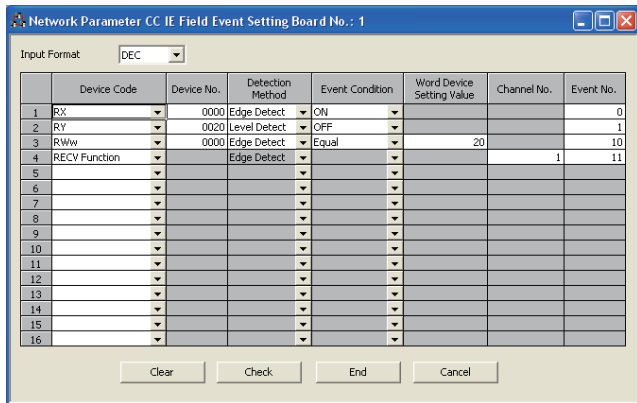 Network Parameter CC IE Field Event Setting Board No.: 1
Input Format DEC
Device Code Device No. Detection Method Event Condition Word Device Setting Value Channel No. Event No.
1 RX 0000 Edge Detect ON 0
2 RY 0020 Level Detect OFF 1
3 RWw 0000 Edge Detect Equal 20 10
4 RECV Function Edge Detect 1 11
5
6
7
8
9
10
11
12
13
14
15
16
Clear Check End Cancel